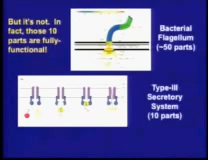 But it's not. In
fact, those 10
parts are fully-
functional!
Bacterial
Flagellum
(~50 parts)
Type-III
Secretory
System
(10 parts)